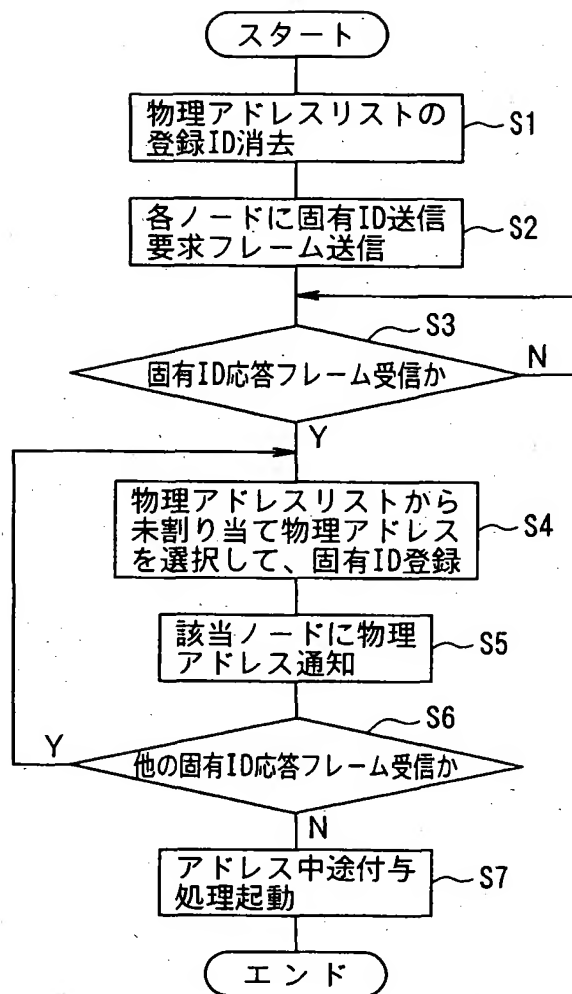 スタート
物理アドレスリストの
登録ID消去
S1
各ノードに固有ID送信
要求フレーム送信
S2
S3
固有ID応答フレーム受信か
N
Y
物理アドレスリストから
未割り当て物理アドレス
を選択して、固有ID登録
S4
該当ノードに物理
アドレス通知
S5
S6
Y
他の固有ID応答フレーム受信か
N
アドレス中途付与
処理起動
S7
エンド